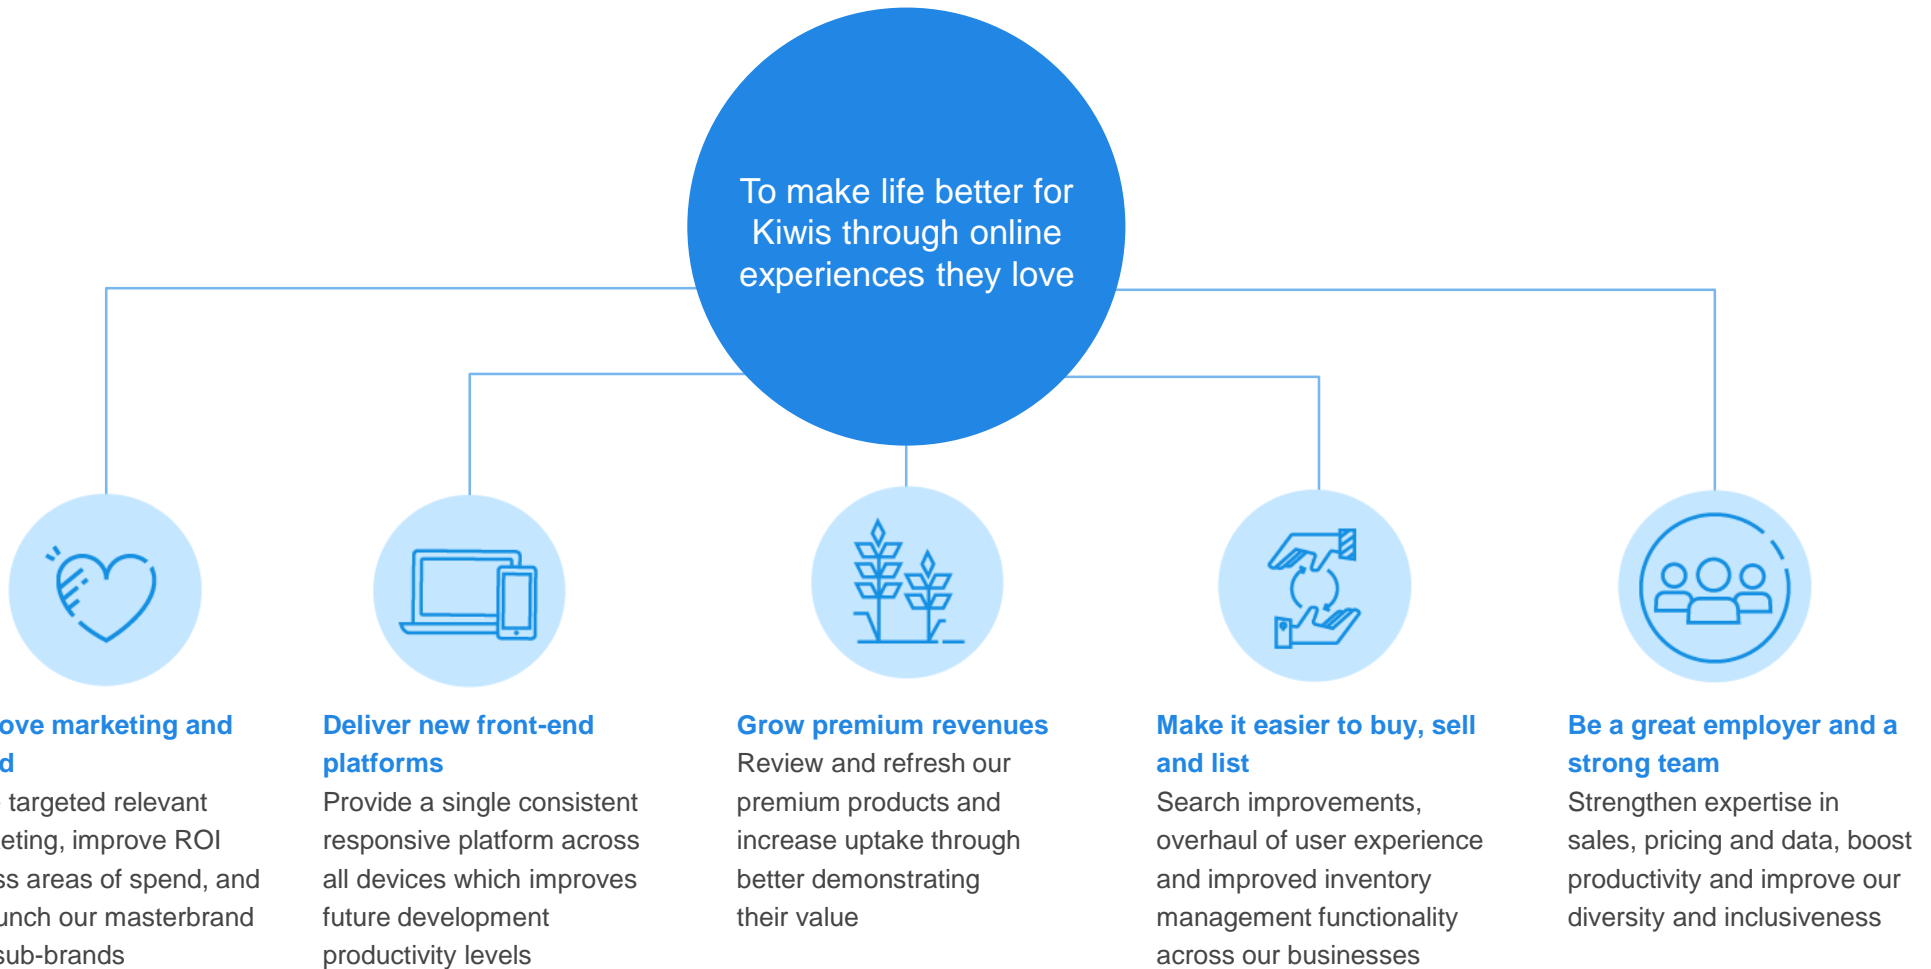 To make life better for
Kiwis through online
experiences they love
marketing and
targeted relevant
improve ROI
areas of spend, and
our masterbrand
sub-brands
Deliver new front-end
platforms
Provide a single consistent
responsive platform across
all devices which improves
future development
productivity levels
Grow premium revenues
Review and refresh our
premium products and
increase uptake through
better demonstrating
their value
Make it easier to buy, sell
and list
Search improvements,
overhaul of user experience
and improved inventory
management functionality
across our businesses
Be a great employer and a
strong team
Strengthen expertise in
sales, pricing and data, boost
productivity and improve our
diversity and inclusiveness